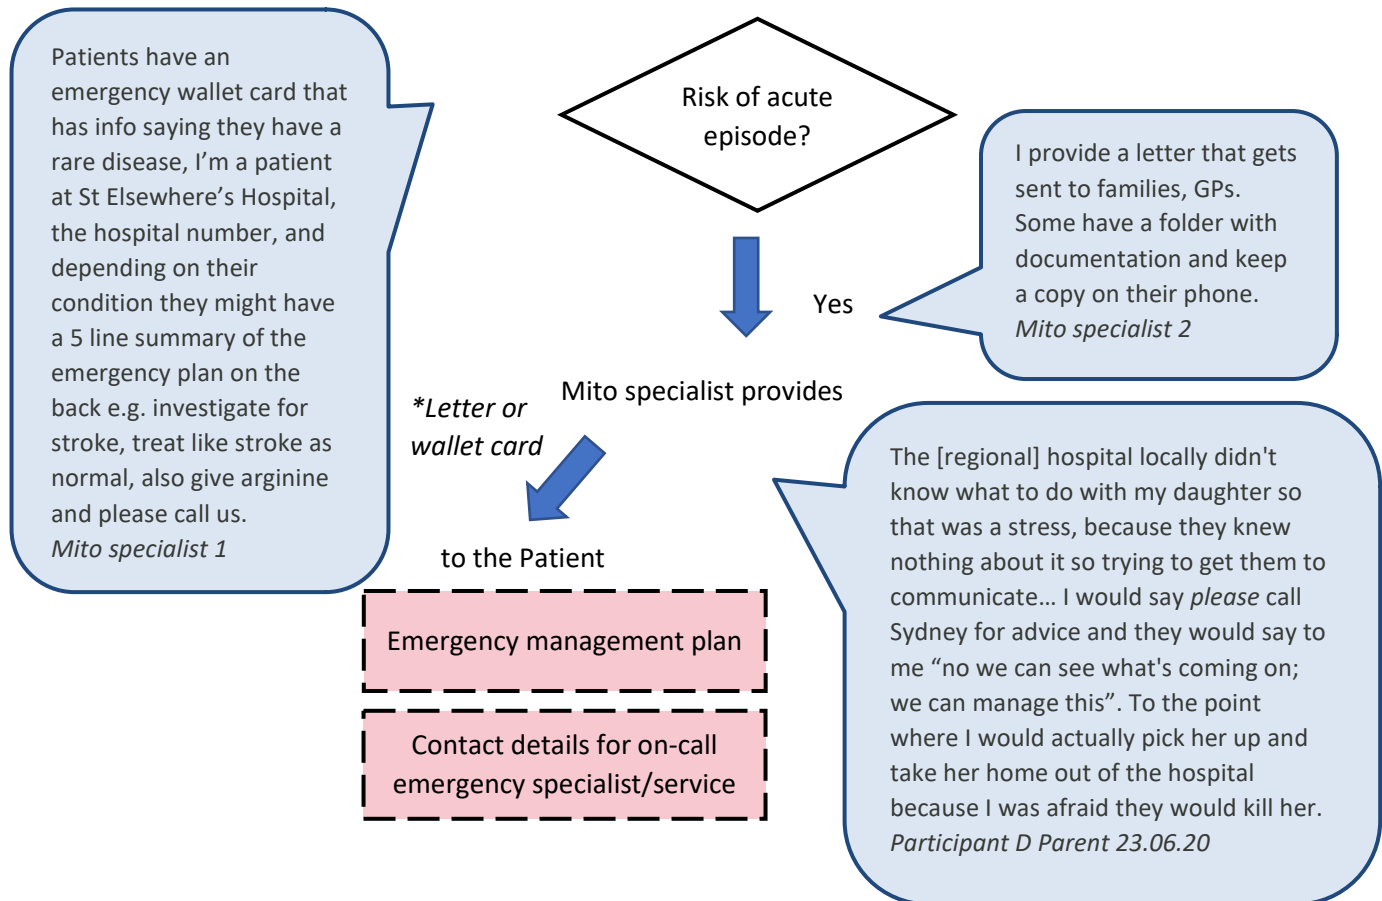 Patients have an
emergency wallet card that
has info saying they have a
rare disease, I’m a patient
at St Elsewhere’s Hospital,
the hospital number, and
depending on their
condition they might have
a 5 line summary of the
emergency plan on the
back e.g. investigate for
stroke, treat like stroke as
normal, also give arginine
and please call us.
Mito specialist 1
Risk of acute
episode?
I provide a letter that gets
sent to families, GPs.
Some have a folder with
documentation and keep
a copy on their phone.
Mito specialist 2
Yes
Mito specialist provides
*Letter or
wallet card
to the Patient
Emergency management plan
Contact details for on-call
emergency specialist/service
The [regional] hospital locally didn't
know what to do with my daughter so
that was a stress, because they knew
nothing about it so trying to get them to
communicate… I would say please call
Sydney for advice and they would say to
me “no we can see what's coming on;
we can manage this”. To the point
where I would actually pick her up and
take her home out of the hospital
because I was afraid they would kill her.
Participant D Parent 23.06.20